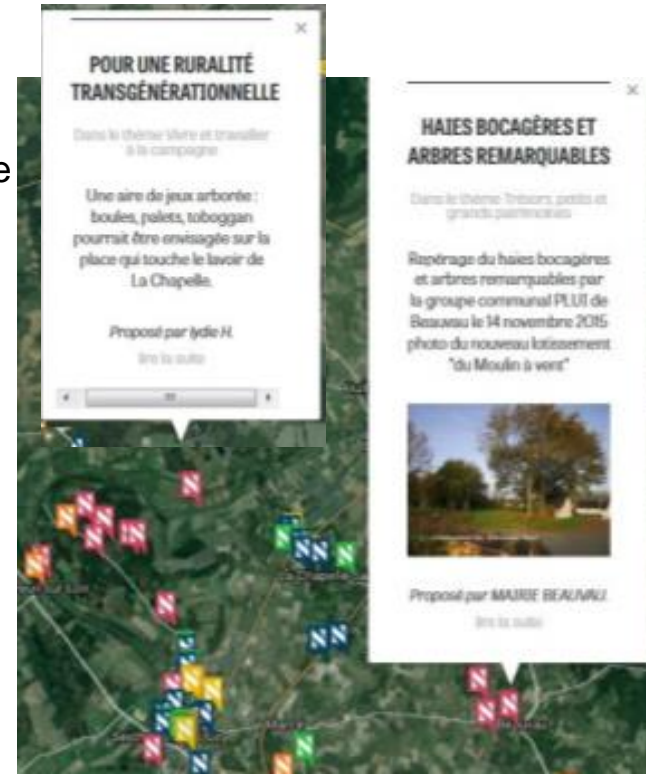 e
POUR UNE RURALITÉ
TRANSGÉNÉRATIONNELLE
Dans le thème Vivre et travailler
à la campagne
Une aire de jeux arborée :
boules, palets, toboggan
pourrait être envisagée sur la
place qui touche le lavoir de
La Chapelle.
Proposé par lydie H.
lire la suite
HAIES BOCAGÈRES ET
ARBRES REMARQUABLES
Dans le thème Trésors, petits et
grands patrimoines
Repérage du haies bocagères
et arbres remarquables par
la groupe communal PLUI de
Beauvau le 14 novembre 2015
photo du nouveau lotissement
"du Moulin à vent"
Proposé par MAIRIE BEAUVAU.
lire la suite
La Chapelle
Marcé